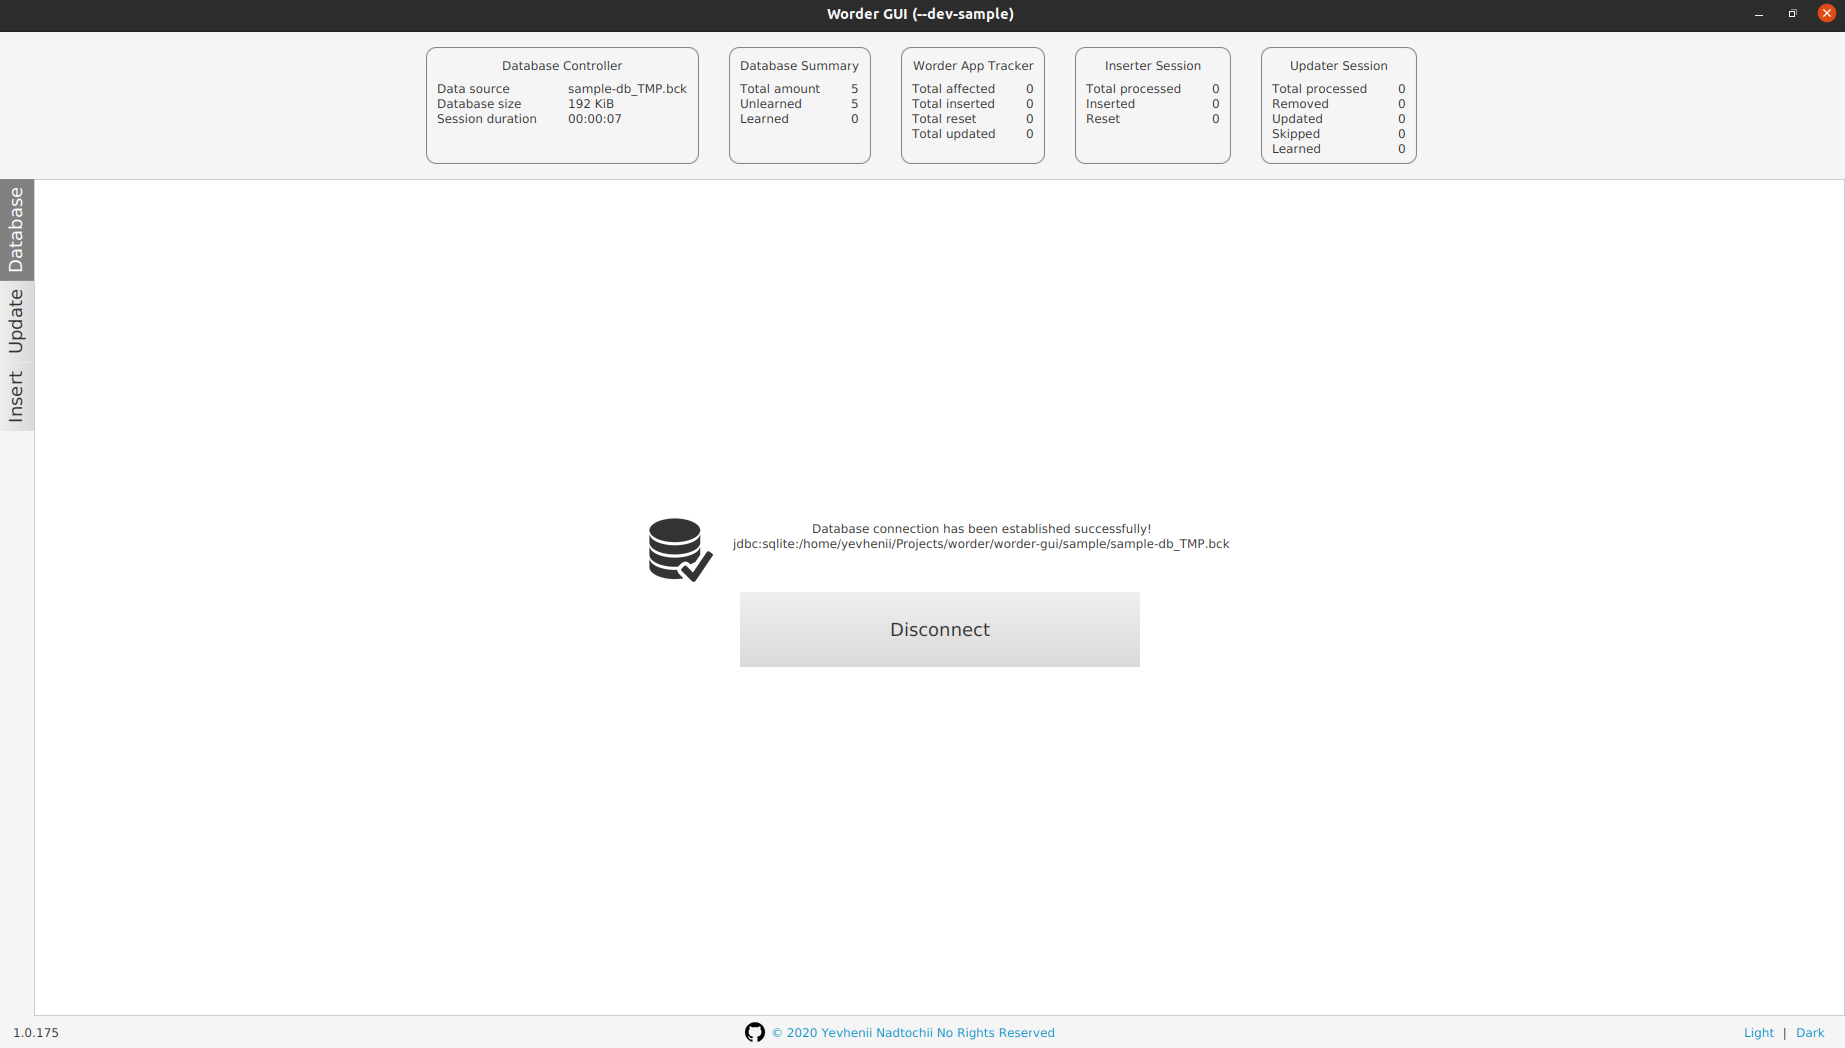 Worder GUI (--dev-sample)
Database Controller
Data source sample-db_TMP.bck
Database size 192 KiB
Session duration 00:00:07
Database Summary
Total amount 5
Unlearned 5
Learned 0
Worder App Tracker
Total affected 0
Total inserted 0
Total reset 0
Total updated 0
Inserter Session
Total processed 0
Inserted 0
Reset 0
Updater Session
Total processed 0
Removed 0
Updated 0
Skipped 0
Learned 0
Database
Update
Insert
Database connection has been established successfully!
jdbc:sqlite:/home/yevhenii/Projects/worder/worder-gui/sample/sample-db_TMP.bck
Disconnect
1.0.175
© 2020 Yevhenii Nadtochii No Rights Reserved
Light | Dark